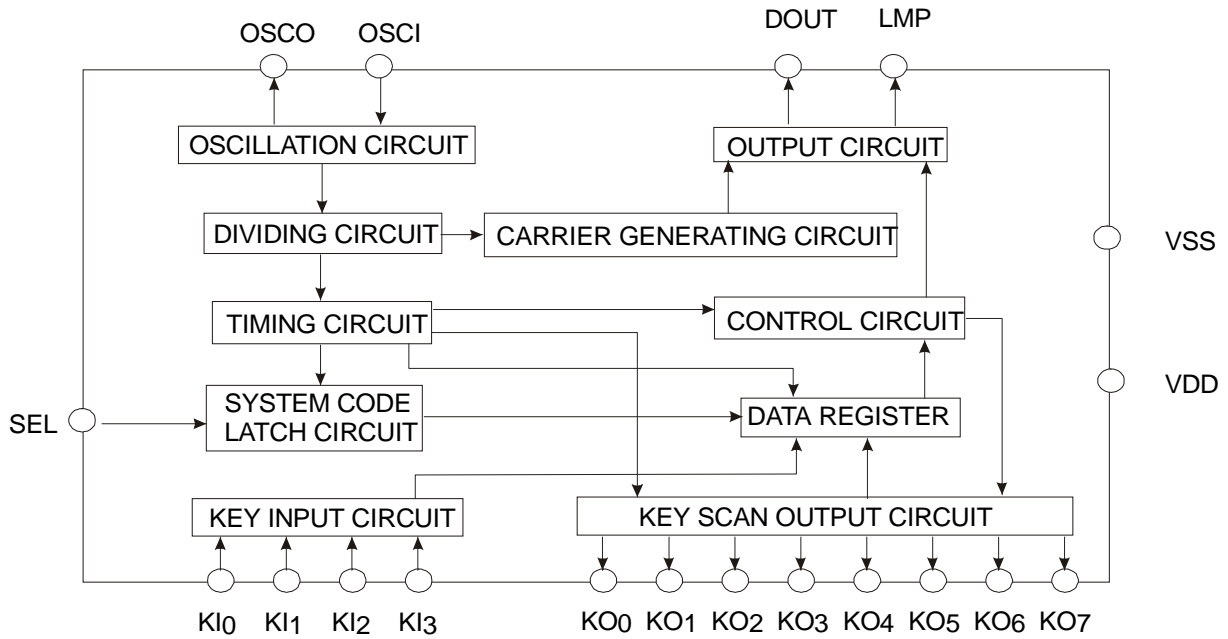 OSCO OSCI DOUT LMP
OSCILLATION CIRCUIT
OUTPUT CIRCUIT
DIVIDING CIRCUIT
CARRIER GENERATING CIRCUIT
VSS
TIMING CIRCUIT
CONTROL CIRCUIT
VDD
SEL
SYSTEM CODE
LATCH CIRCUIT
DATA REGISTER
KEY INPUT CIRCUIT
KEY SCAN OUTPUT CIRCUIT
KI0 KI1 KI2 KI3 KO0 KO1 KO2 KO3 KO4 KO5 KO6 KO7